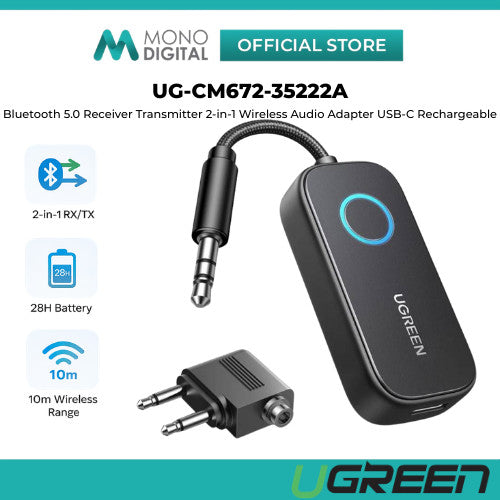 MONO
DIGITAL
OFFICIAL STORE
UG-CM672-35222A
Bluetooth 5.0 Receiver Transmitter 2-in-1 Wireless Audio Adapter USB-C Rechargeable
2-in-1 RX/TX
28H
28H Battery
10m
10m Wireless
Range
UGREEN
UGREEN